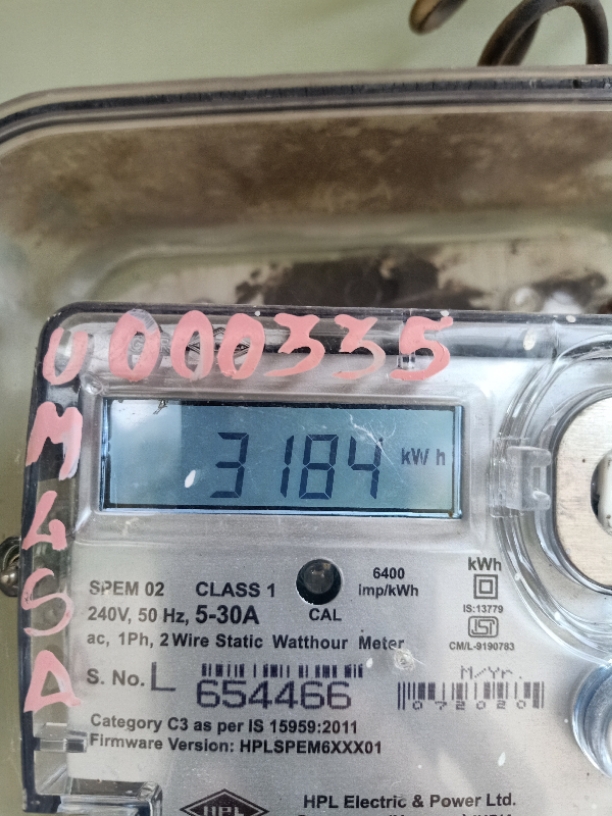 U000335
M
L
S
A
3184 kWh
SPEM 02 CLASS 1 6400 imp/kWh kWh
240V, 50 Hz, 5-30A CAL IS:13779
ac, 1Ph, 2 Wire Static Watthour Meter CM/L-9190783
S. No. L 654466 M/Yr. 072020
Category C3 as per IS 15959:2011
Firmware Version: HPLSPEM6XXX01
HPL HPL Electric & Power Ltd.